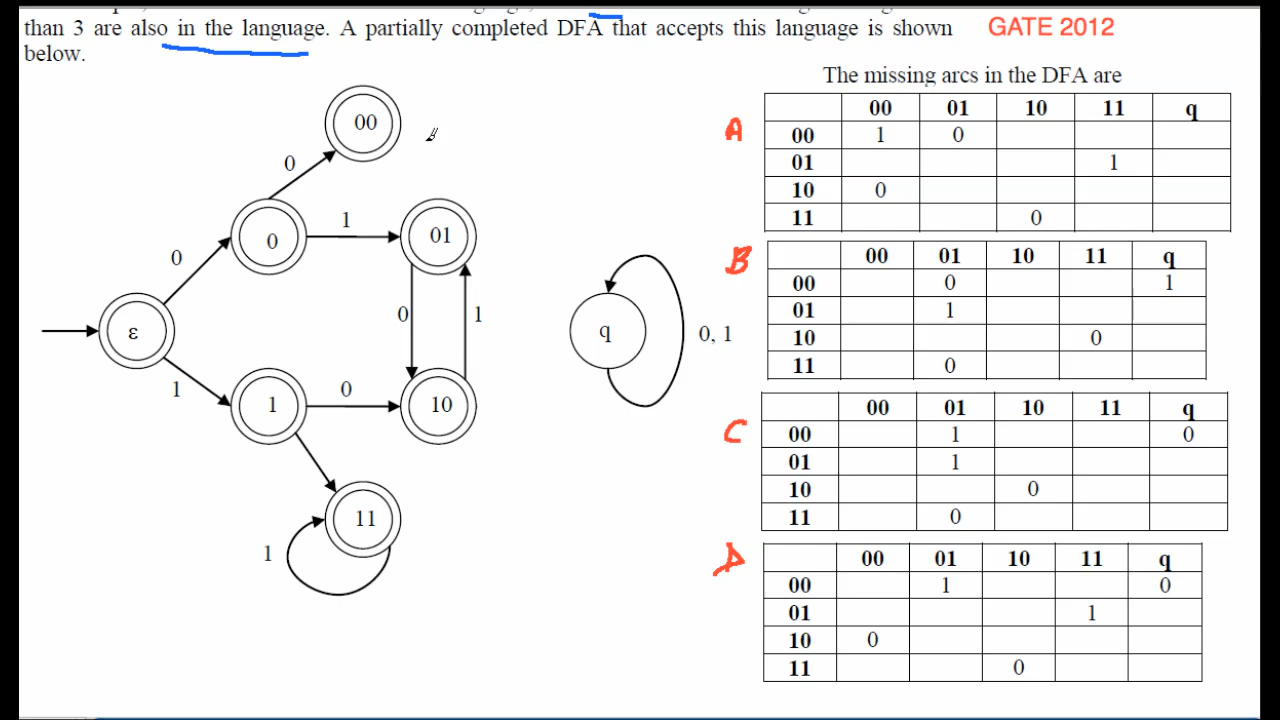 than 3 are also in the language. A partially completed DFA that accepts this language is shown
below.
GATE 2012
The missing arcs in the DFA are
00
0
0
1
0
01
ε
0
1
q
0, 1
1
1
0
10
11
1
A
00 01 10 11 q
00 1 0
01 1
10 0
11 0
B
00 01 10 11 q
00 0 1
01 1
10 0
11 0
C
00 01 10 11 q
00 1 0
01 1
10 0
11 0
D
00 01 10 11 q
00 1 0
01 1
10 0
11 0